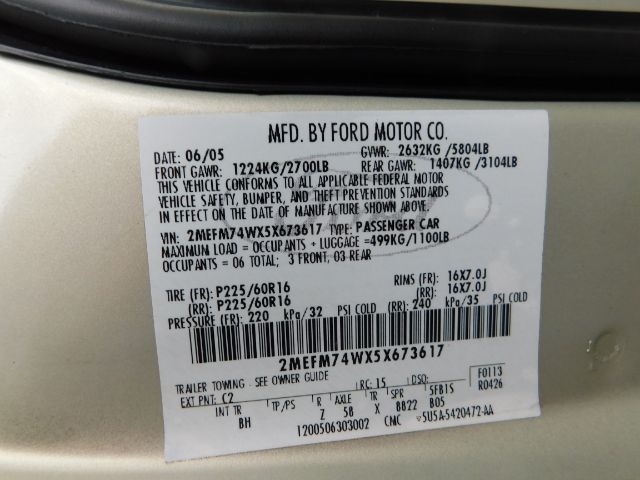 MFD. BY FORD MOTOR CO.
DATE: 06/05 GVWR: 2632KG /5804LB
FRONT GAWR: 1224KG/2700LB REAR GAWR: 1407KG /3104LB
THIS VEHICLE CONFORMS TO ALL APPLICABLE FEDERAL MOTOR
VEHICLE SAFETY, BUMPER, AND THEFT PREVENTION STANDARDS
IN EFFECT ON THE DATE OF MANUFACTURE SHOWN ABOVE.
VIN: 2MEFM74WX5X673617 TYPE: PASSENGER CAR
MAXIMUM LOAD = OCCUPANTS + LUGGAGE =499KG/1100LB
OCCUPANTS = 06 TOTAL; 3 FRONT, 03 REAR
TIRE (FR): P225/60R16 RIMS (FR): 16X7.0J
(RR): P225/60R16 (RR): 16X7.0J
PRESSURE (FR): 220 kPa/32 PSI COLD (RR): 240 kPa/35 PSI COLD
2MEFM74WX5X673617
TRAILER TOWING - SEE OWNER GUIDE
EXT PNT: C2 RC: 15 DSO: F0113
R0426
INT TR TP/PS R AXLE TR SPR 5FB15
BH Z 5B X 8822 B05
1200506303002 CMC 5U5A-5420472-AA